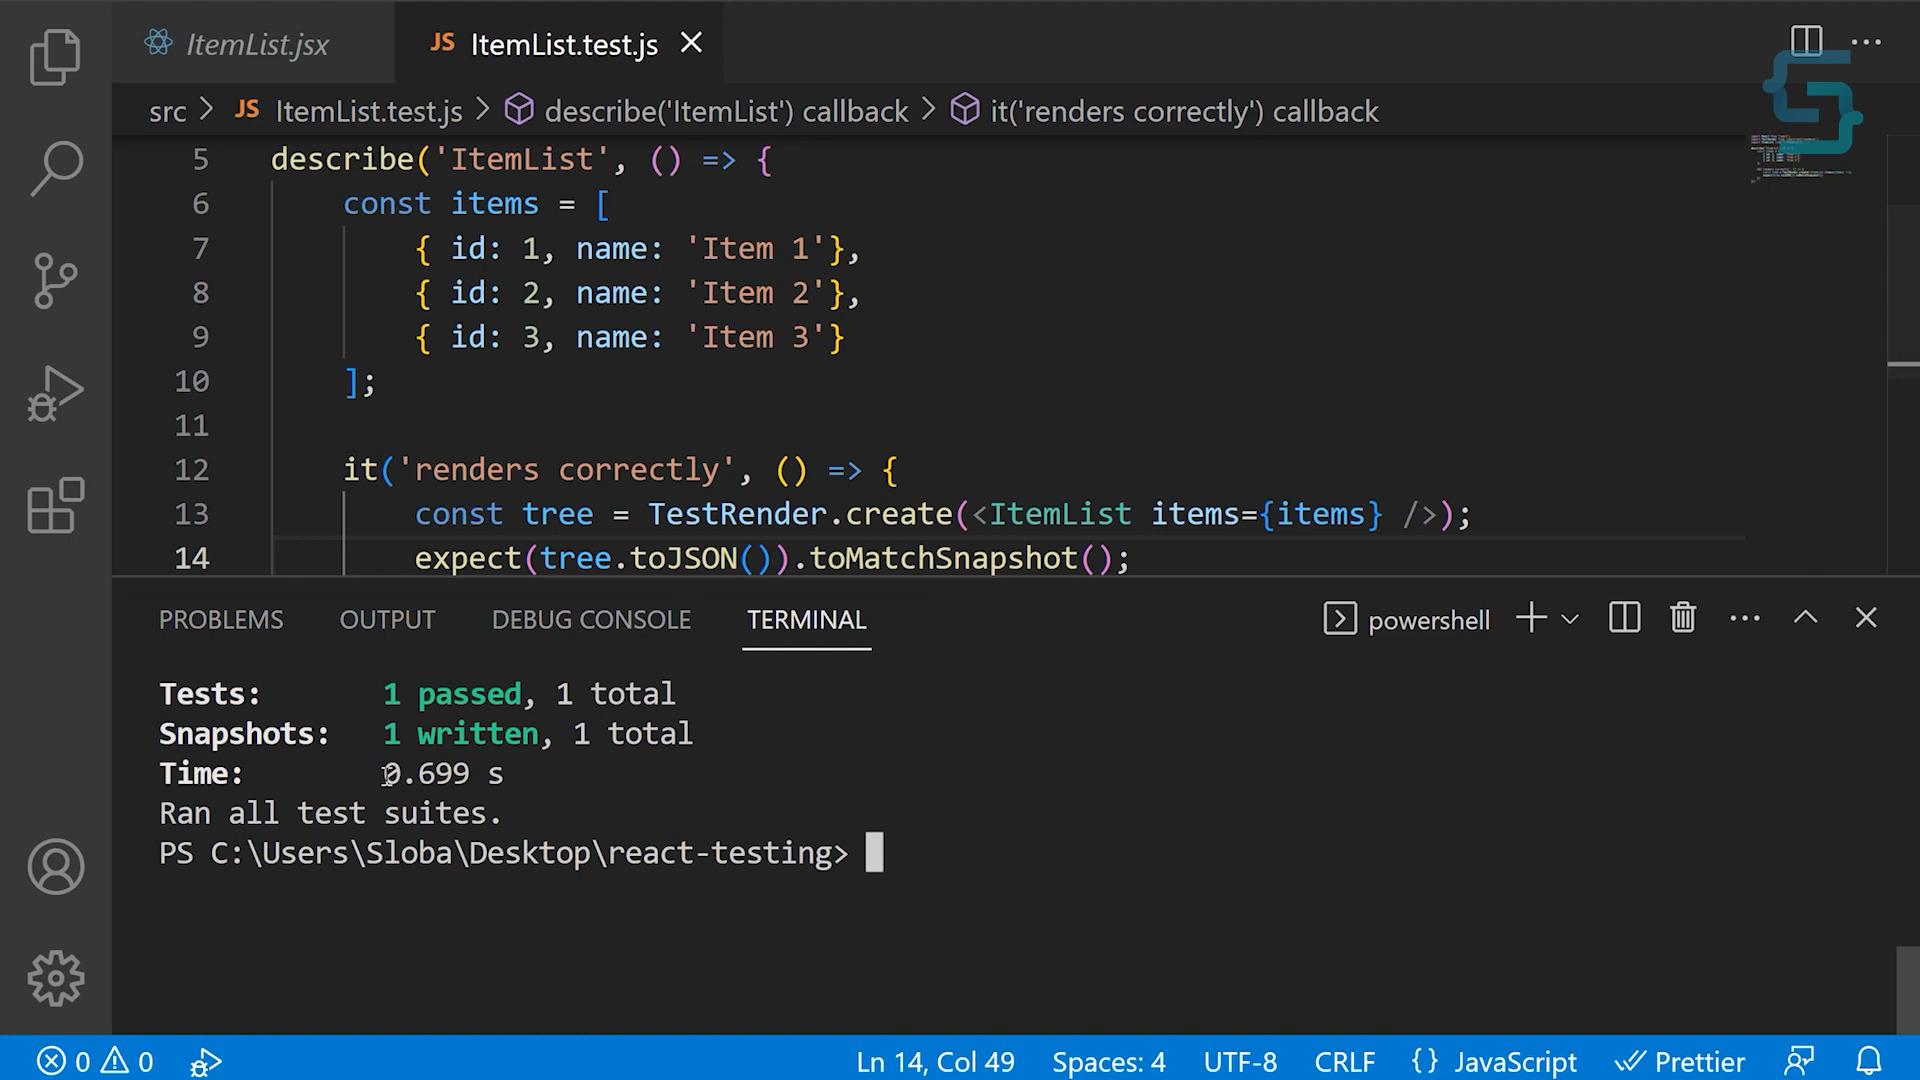 ItemList.jsx
JS ItemList.test.js
src > JS ItemList.test.js > describe('ItemList') callback > it('renders correctly') callback
5 describe('ItemList', () => {
6 const items = [
7 { id: 1, name: 'Item 1'},
8 { id: 2, name: 'Item 2'},
9 { id: 3, name: 'Item 3'}
10 ];
11
12 it('renders correctly', () => {
13 const tree = TestRender.create(<ItemList items={items} />);
14 expect(tree.toJSON()).toMatchSnapshot();
PROBLEMS OUTPUT DEBUG CONSOLE TERMINAL powershell
Tests: 1 passed, 1 total
Snapshots: 1 written, 1 total
Time: 0.699 s
Ran all test suites.
PS C:\Users\Sloba\Desktop\react-testing>
0 0 Ln 14, Col 49 Spaces: 4 UTF-8 CRLF {} JavaScript Prettier